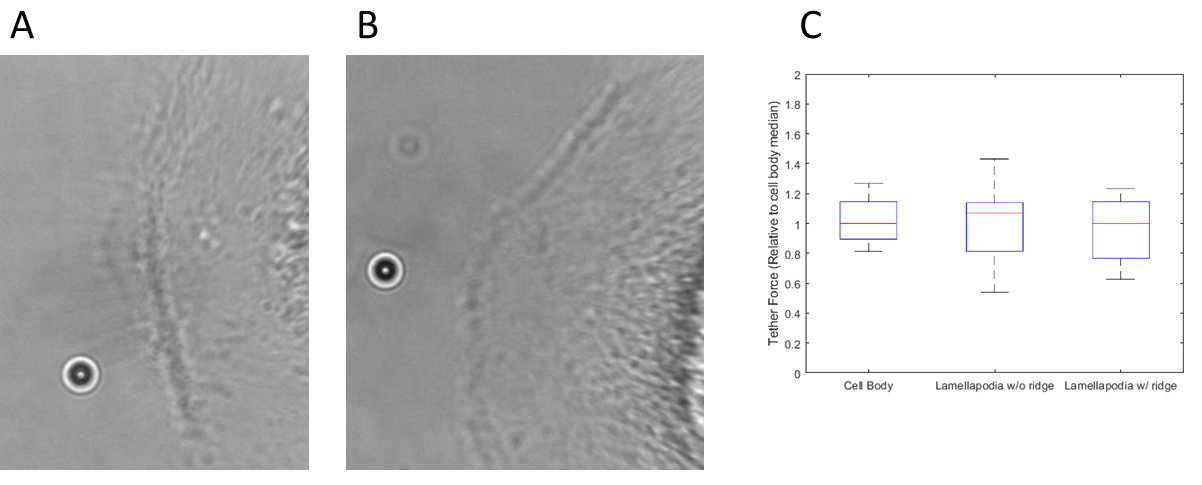 A
B
C
Tether Force (Relative to cell body median)
2
1.8
1.6
1.4
1.2
1
0.8
0.6
0.4
0.2
0
Cell Body
Lamellapodia w/o ridge
Lamellapodia w/ ridge